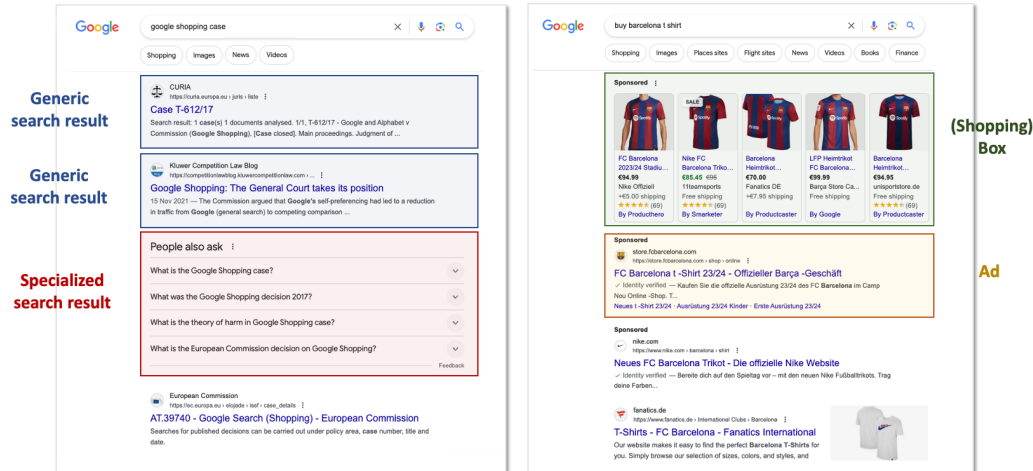 Generic
search result
Generic
search result
Specialized
search result
Google
google shopping case
Shopping
Images
News
Videos
CURIA
https://curia.europa.eu › juris › liste
Case T-612/17
Search result: 1 case(s) 1 documents analysed. 1/1, T-612/17 - Google and Alphabet v
Commission (Google Shopping), [Case closed]. Main proceedings. Judgment of ...
Kluwer Competition Law Blog
https://competitionlawblog.kluwercompetitionlaw.com › ...
Google Shopping: The General Court takes its position
15 Nov 2021 — The Commission argued that Google's self-preferencing had led to a reduction
in traffic from Google (general search) to competing comparison ...
People also ask
What is the Google Shopping case?
What was the Google Shopping decision 2017?
What is the theory of harm in Google Shopping case?
What is the European Commission decision on Google Shopping?
Feedback
European Commission
https://ec.europa.eu › elojade › isef › case_details
AT.39740 - Google Search (Shopping) - European Commission
Searches for published decisions can be carried out under policy area, case number, title and
date.
Google
buy barcelona t shirt
Shopping
Images
Places sites
Flight sites
News
Videos
Books
Finance
Sponsored
SALE
FC Barcelona
2023/24 Stadiu...
€94.99
Nike Offiziell
+€5.00 shipping
(69)
By Producthero
Nike FC
Barcelona Triko...
€85.45 €95
11teamsports
Free shipping
(69)
By Smarketer
Barcelona
Heimtrikot
€70.00
Fanatics DE
+€7.95 shipping
By Productcaster
LFP Heimtrikot
FC Barcelona...
€99.99
Barça Store Ca...
Free shipping
By Google
Barcelona
Heimtrikot...
€94.95
unisportstore.de
Free shipping
(69)
By Productcaster
Sponsored
store.fcbarcelona.com
https://store.fcbarcelona.com › shop › online
FC Barcelona t -Shirt 23/24 - Offizieller Barça -Geschäft
✓ Identity verified — Kaufen Sie die offizielle Ausrüstung 23/24 des FC Barcelona im Camp
Nou Online -Shop. T...
Neues t -Shirt 23/24 · Ausrüstung 23/24 Kinder · Erste Ausrüstung 23/24
Sponsored
nike.com
https://www.nike.com › barcelona › shirt
Neues FC Barcelona Trikot - Die offizielle Nike Website
✓ Identity verified — Bereite dich auf den Spieltag vor – mit den neuen Nike Fußballtrikots. Trag
deine Farben...
fanatics.de
https://www.fanatics.de › International Clubs › Barcelona
T-Shirts - FC Barcelona - Fanatics International
Our website makes it easy to find the perfect Barcelona T-Shirts for
you. Simply browse our selection of sizes, colors, and styles, and
(Shopping)
Box
Ad